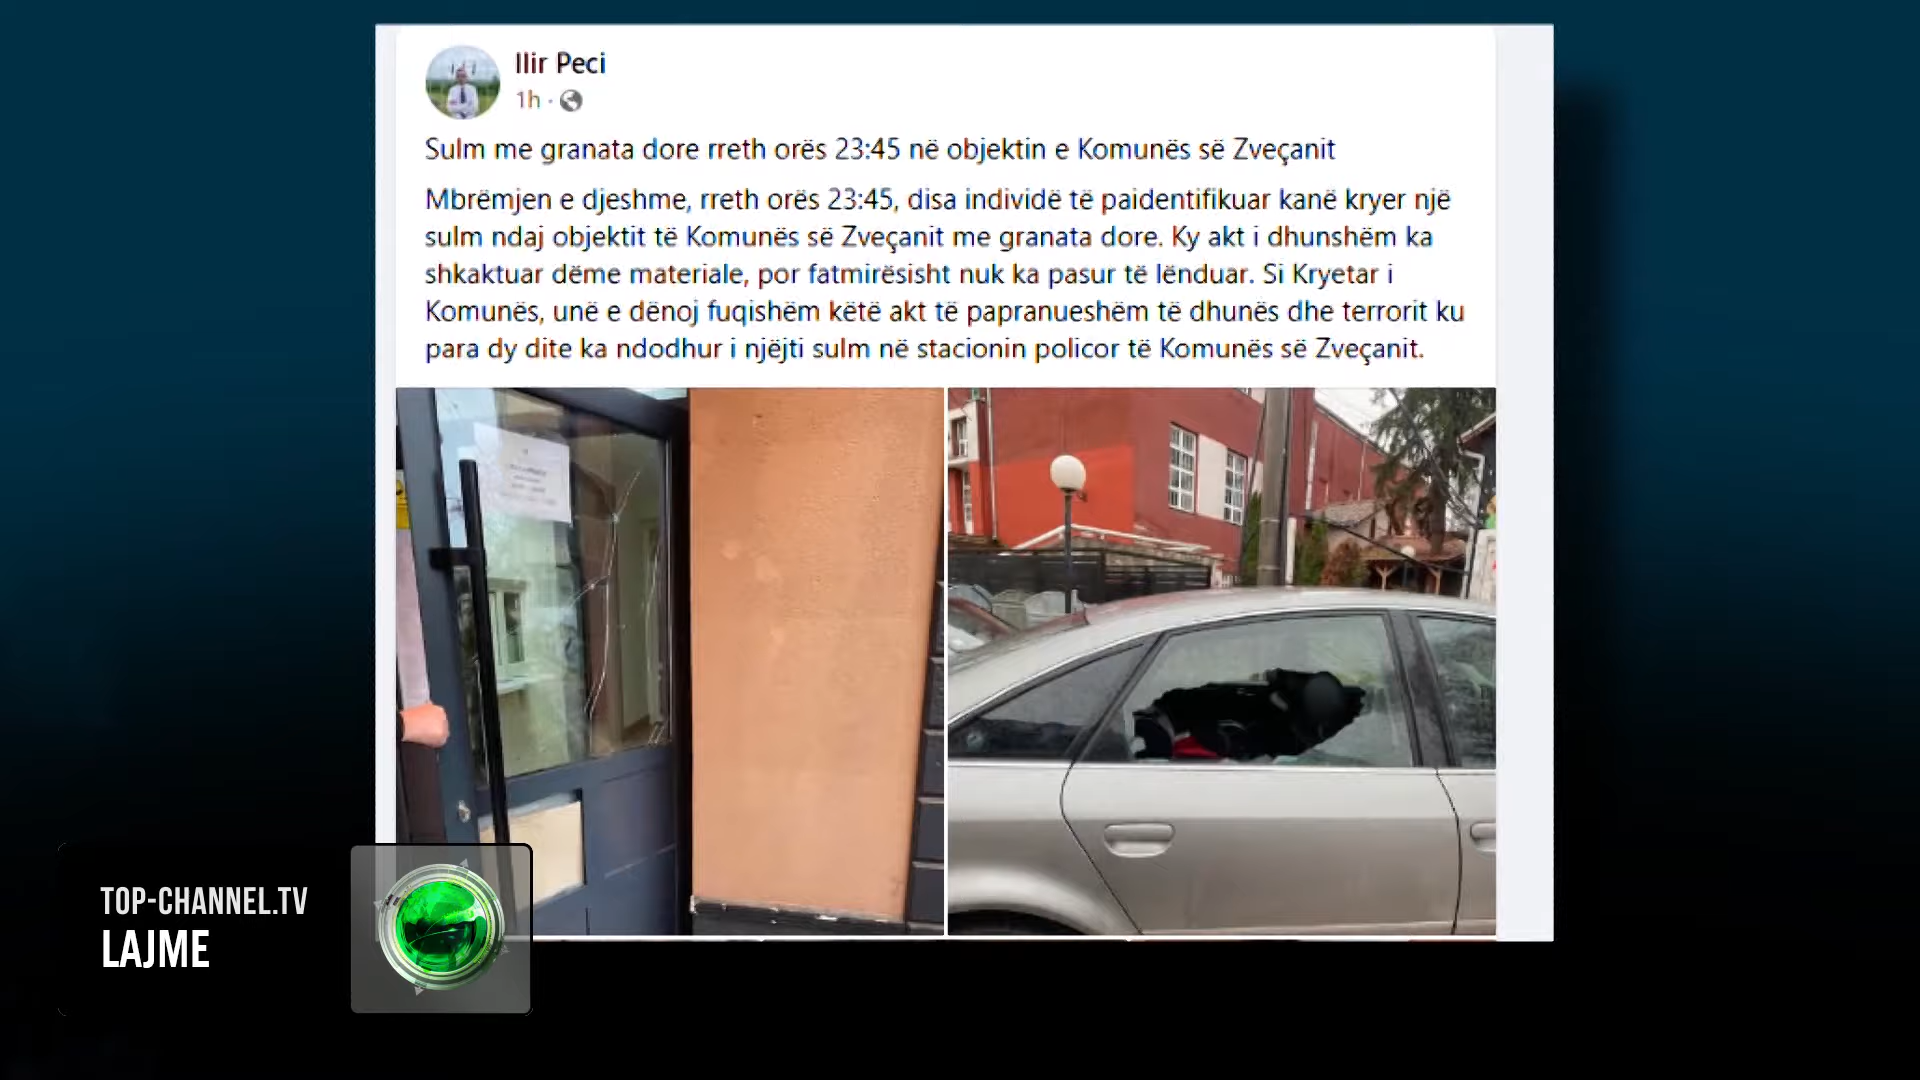 Ilir Peci
1h ·
Sulm me granata dore rreth orës 23:45 në objektin e Komunës së Zveçanit
Mbrëmjen e djeshme, rreth orës 23:45, disa individë të paidentifikuar kanë kryer një
sulm ndaj objektit të Komunës së Zveçanit me granata dore. Ky akt i dhunshëm ka
shkaktuar dëme materiale, por fatmirësisht nuk ka pasur të lënduar. Si Kryetar i
Komunës, unë e dënoj fuqishëm këtë akt të papranueshëm të dhunës dhe terrorit ku
para dy dite ka ndodhur i njëjti sulm në stacionin policor të Komunës së Zveçanit.
TOP-CHANNEL.TV
LAJME